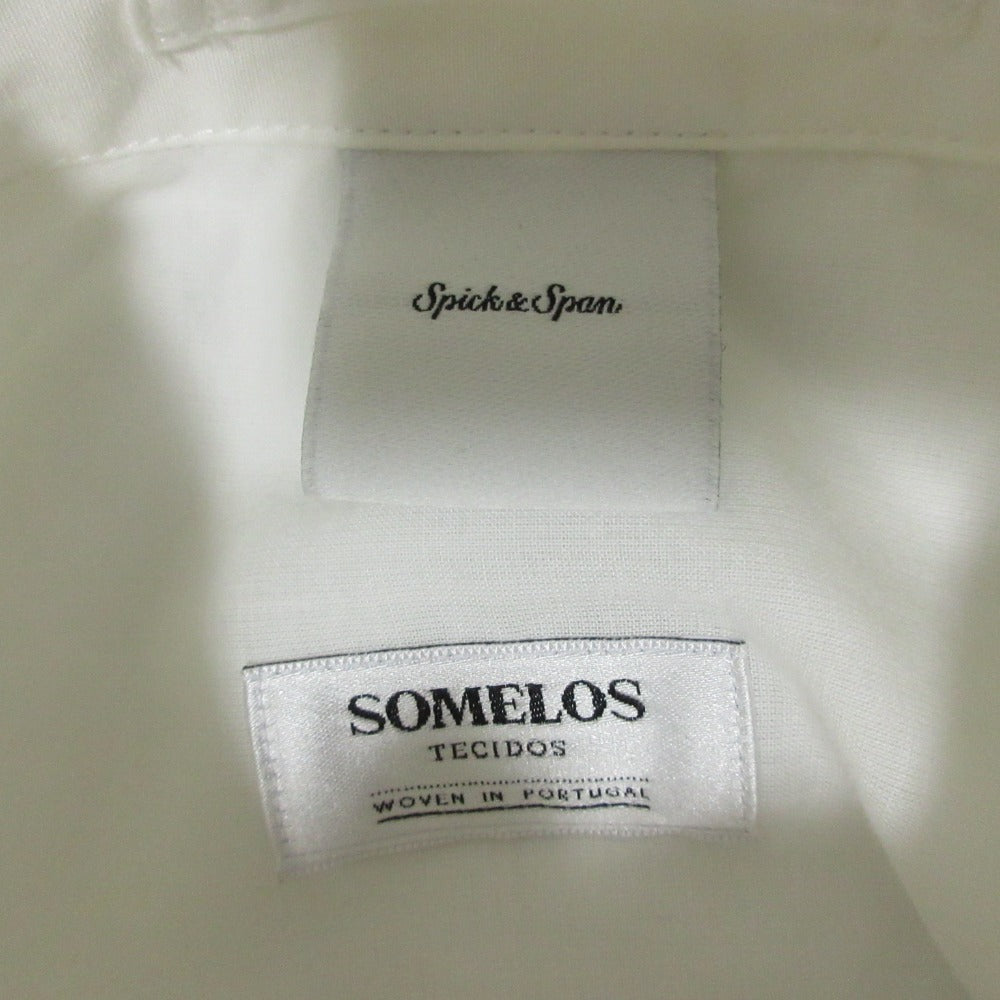 Spick & Span
SOMELOS
TECIDOS
WOVEN IN PORTUGAL